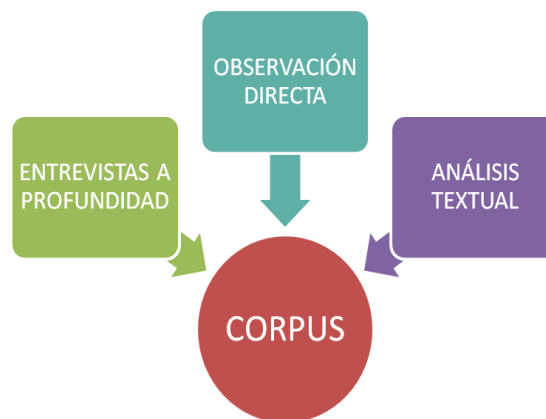 OBSERVACIÓN
DIRECTA
ENTREVISTAS A
PROFUNDIDAD
ANÁLISIS
TEXTUAL
CORPUS